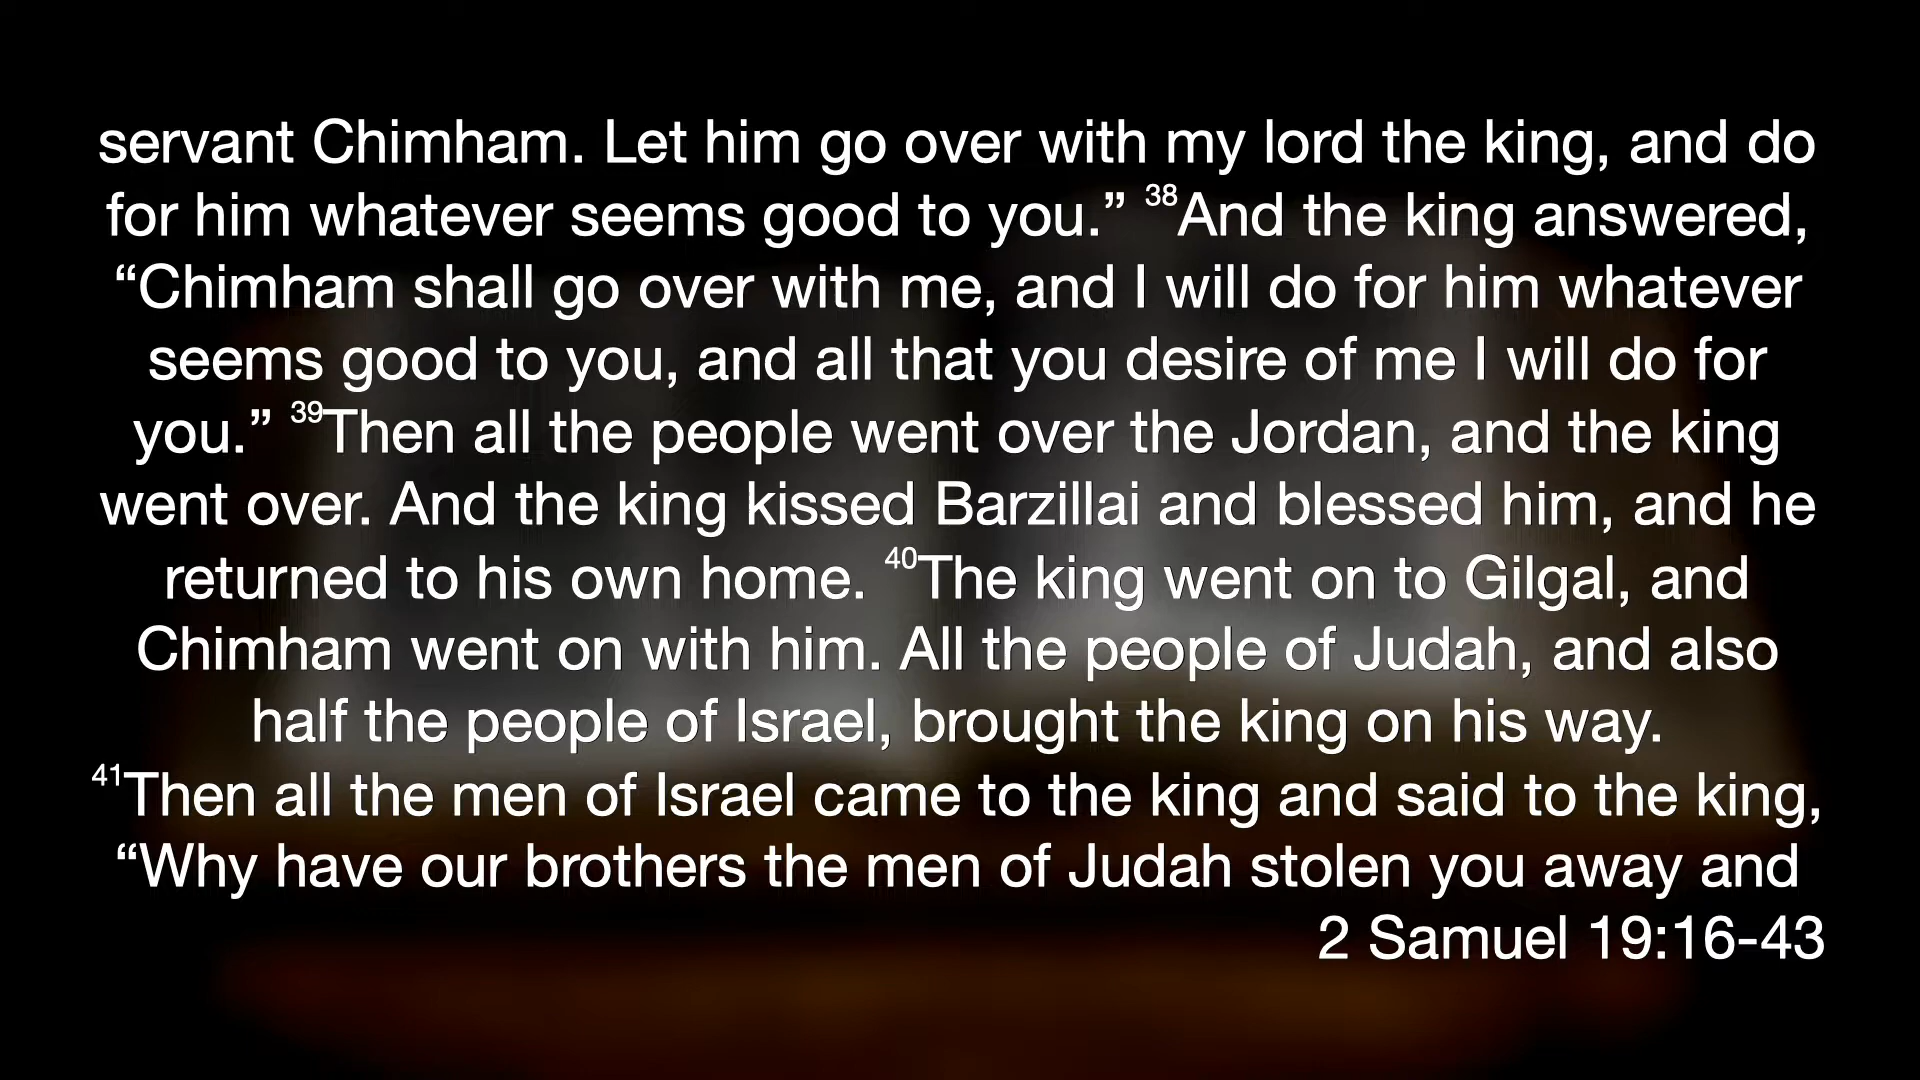 servant Chimham. Let him go over with my lord the king, and do
for him whatever seems good to you.” 38And the king answered,
“Chimham shall go over with me, and I will do for him whatever
seems good to you, and all that you desire of me I will do for
you.” 39Then all the people went over the Jordan, and the king
went over. And the king kissed Barzillai and blessed him, and he
returned to his own home. 40The king went on to Gilgal, and
Chimham went on with him. All the people of Judah, and also
half the people of Israel, brought the king on his way.
41Then all the men of Israel came to the king and said to the king,
“Why have our brothers the men of Judah stolen you away and
2 Samuel 19:16-43